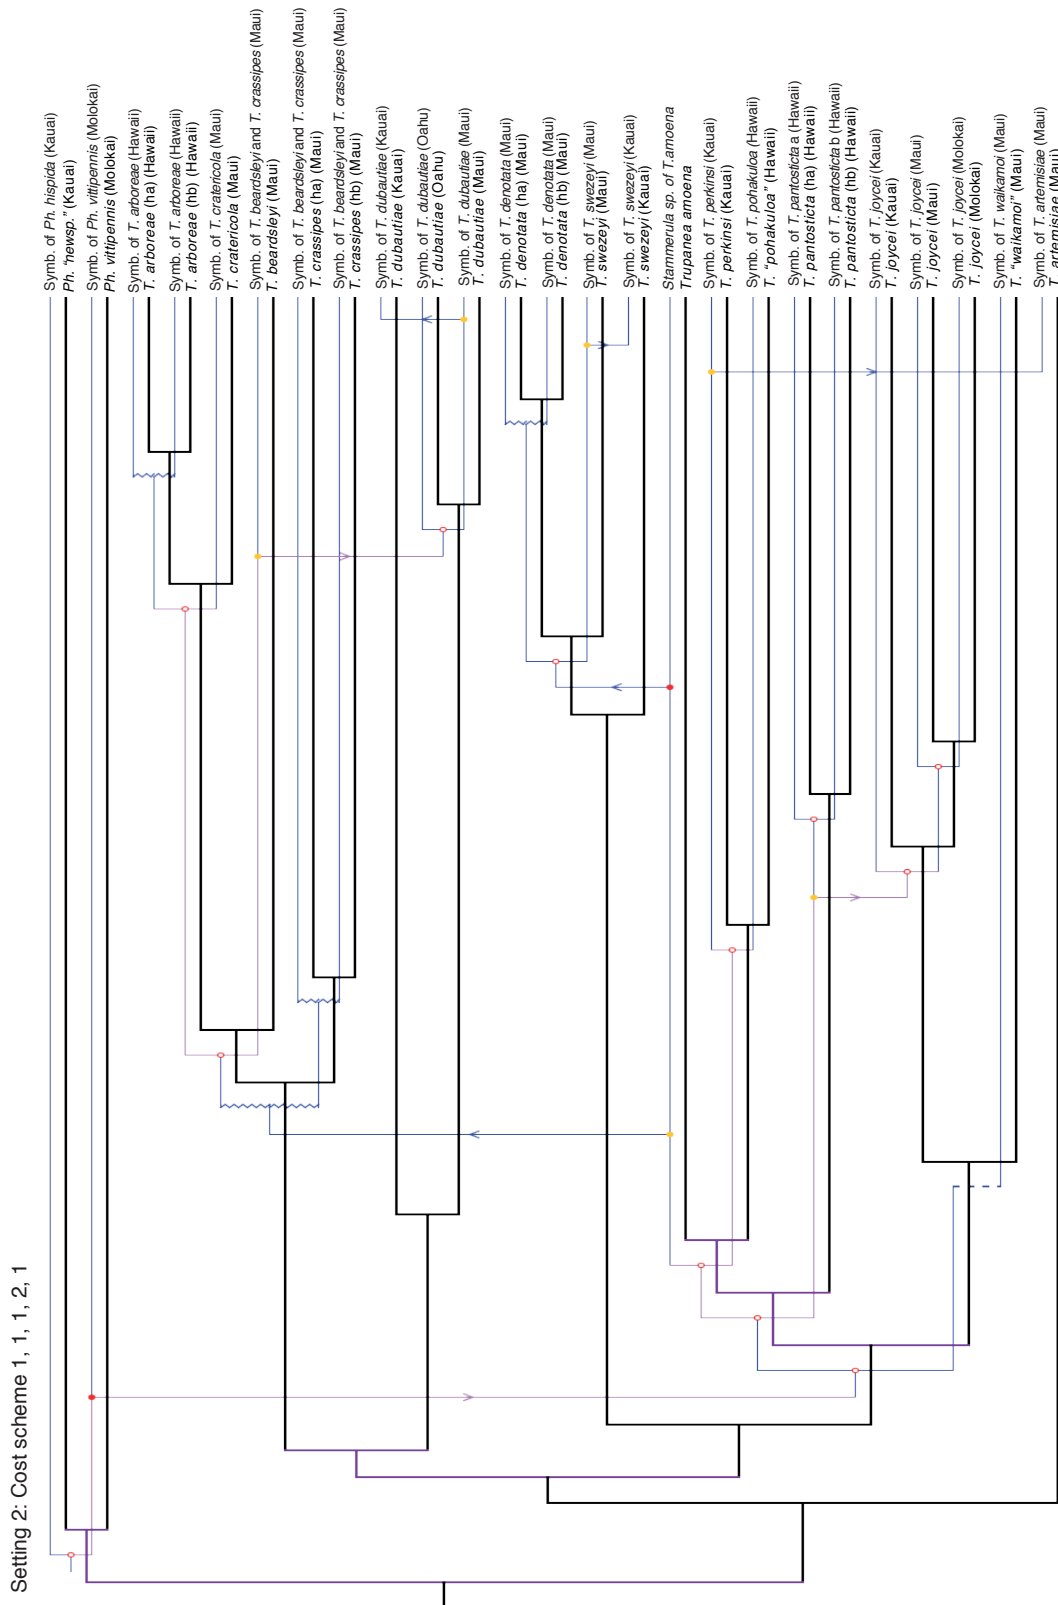 Setting 2: Cost scheme 1, 1, 1, 2, 1
Symb. of Ph. hispida (Kauai)
Ph. "newsp." (Kauai)
Symb. of Ph. vittipennis (Molokai)
Ph. vittipennis (Molokai)
Symb. of T. arboreae (Hawaii)
T. arboreae (ha) (Hawaii)
Symb. of T. arboreae (Hawaii)
T. arboreae (hb) (Hawaii)
Symb. of T. cratericola (Maui)
T. cratericola (Maui)
Symb. of T. beardsleyi and T. crassipes (Maui)
T. beardsleyi (Maui)
Symb. of T. beardsleyi and T. crassipes (Maui)
T. crassipes (ha) (Maui)
Symb. of T. beardsleyi and T. crassipes (Maui)
T. crassipes (hb) (Maui)
Symb. of T. dubautiae (Kauai)
T. dubautiae (Kauai)
Symb. of T. dubautiae (Oahu)
T. dubautiae (Oahu)
Symb. of T. dubautiae (Maui)
T. dubautiae (Maui)
Symb. of T. denotata (Maui)
T. denotata (ha) (Maui)
Symb. of T. denotata (Maui)
T. denotata (hb) (Maui)
Symb. of T. swezeyi (Maui)
T. swezeyi (Maui)
Symb. of T. swezeyi (Kauai)
T. swezeyi (Kauai)
Stammerula sp. of T.amoena
Trupanea amoena
Symb. of T. perkinsi (Kauai)
T. perkinsi (Kauai)
Symb. of T. pohakuloa (Hawaii)
T. "pohakuloa" (Hawaii)
Symb. of T. pantosticta a (Hawaii)
T. pantosticta (ha) (Hawaii)
Symb. of T. pantosticta b (Hawaii)
T. pantosticta (hb) (Hawaii)
Symb. of T. joycei (Kauai)
T. joycei (Kauai)
Symb. of T. joycei (Maui)
T. joycei (Maui)
Symb. of T. joycei (Molokai)
T. joycei (Molokai)
Symb. of T. waikamoi (Maui)
T. "waikamoi" (Maui)
Symb. of T. artemisiae (Maui)
T. artemisiae (Maui)